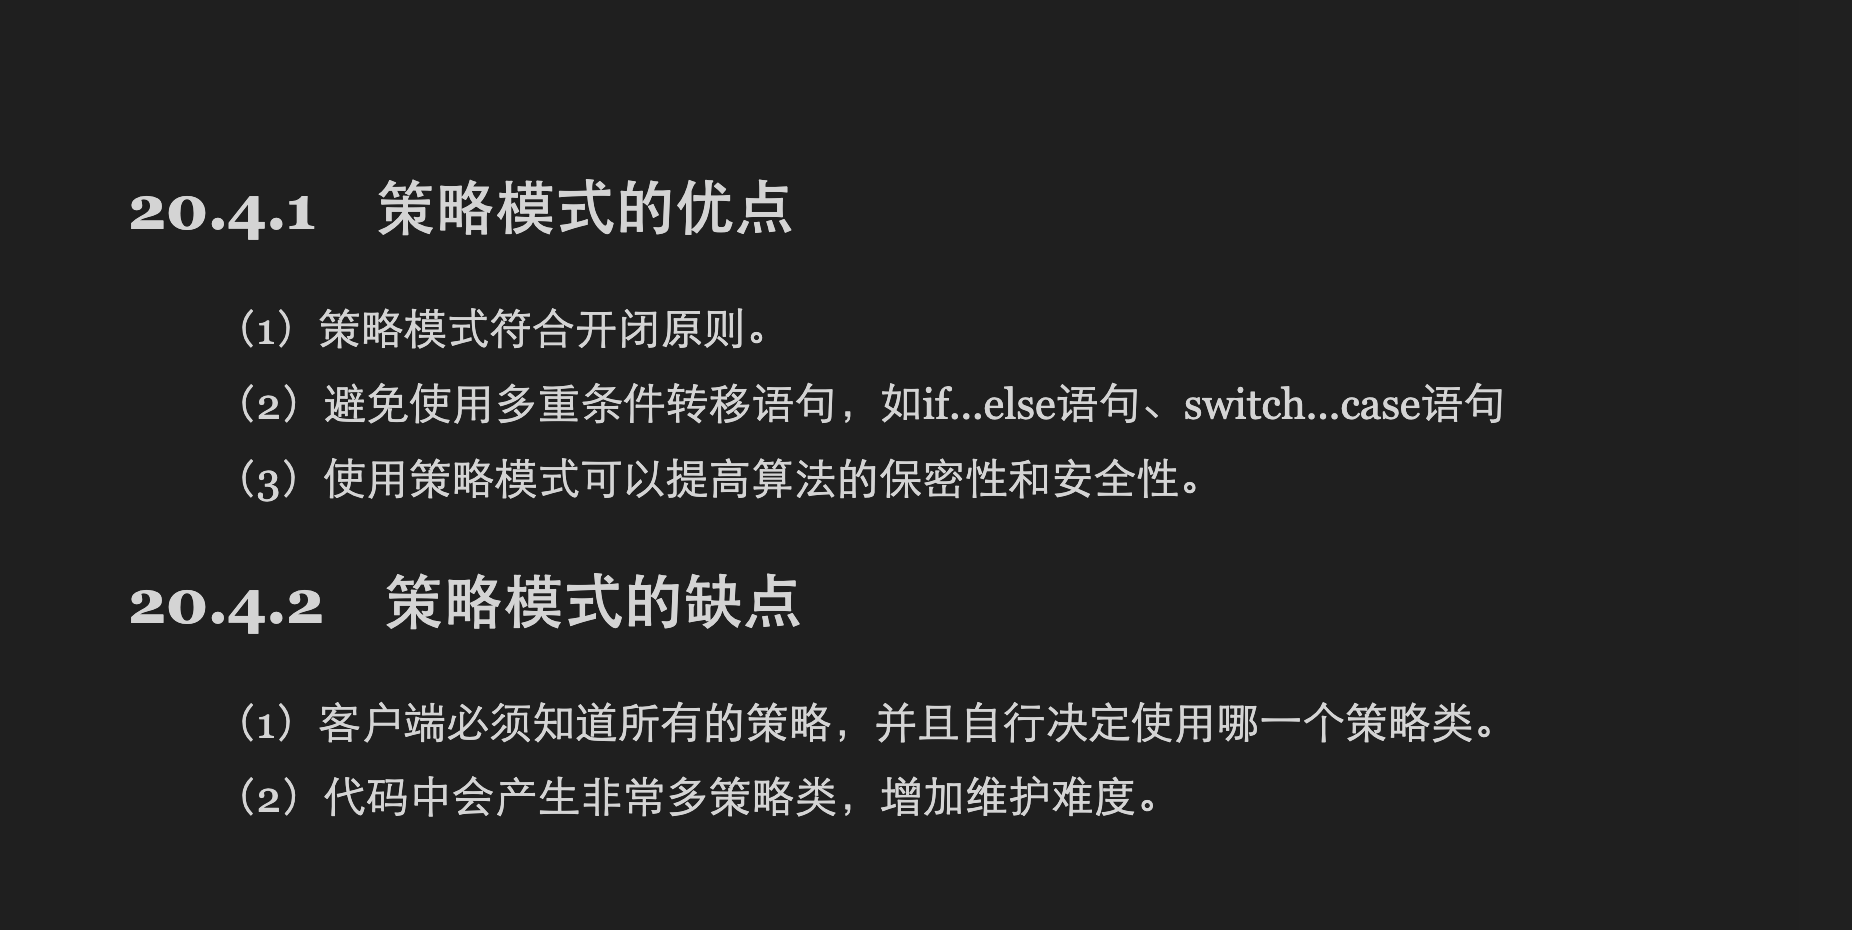 20.4.1　策略模式的优点
（1）策略模式符合开闭原则。
（2）避免使用多重条件转移语句，如if...else语句、switch...case语句
（3）使用策略模式可以提高算法的保密性和安全性。
20.4.2　策略模式的缺点
（1）客户端必须知道所有的策略，并且自行决定使用哪一个策略类。
（2）代码中会产生非常多策略类，增加维护难度。